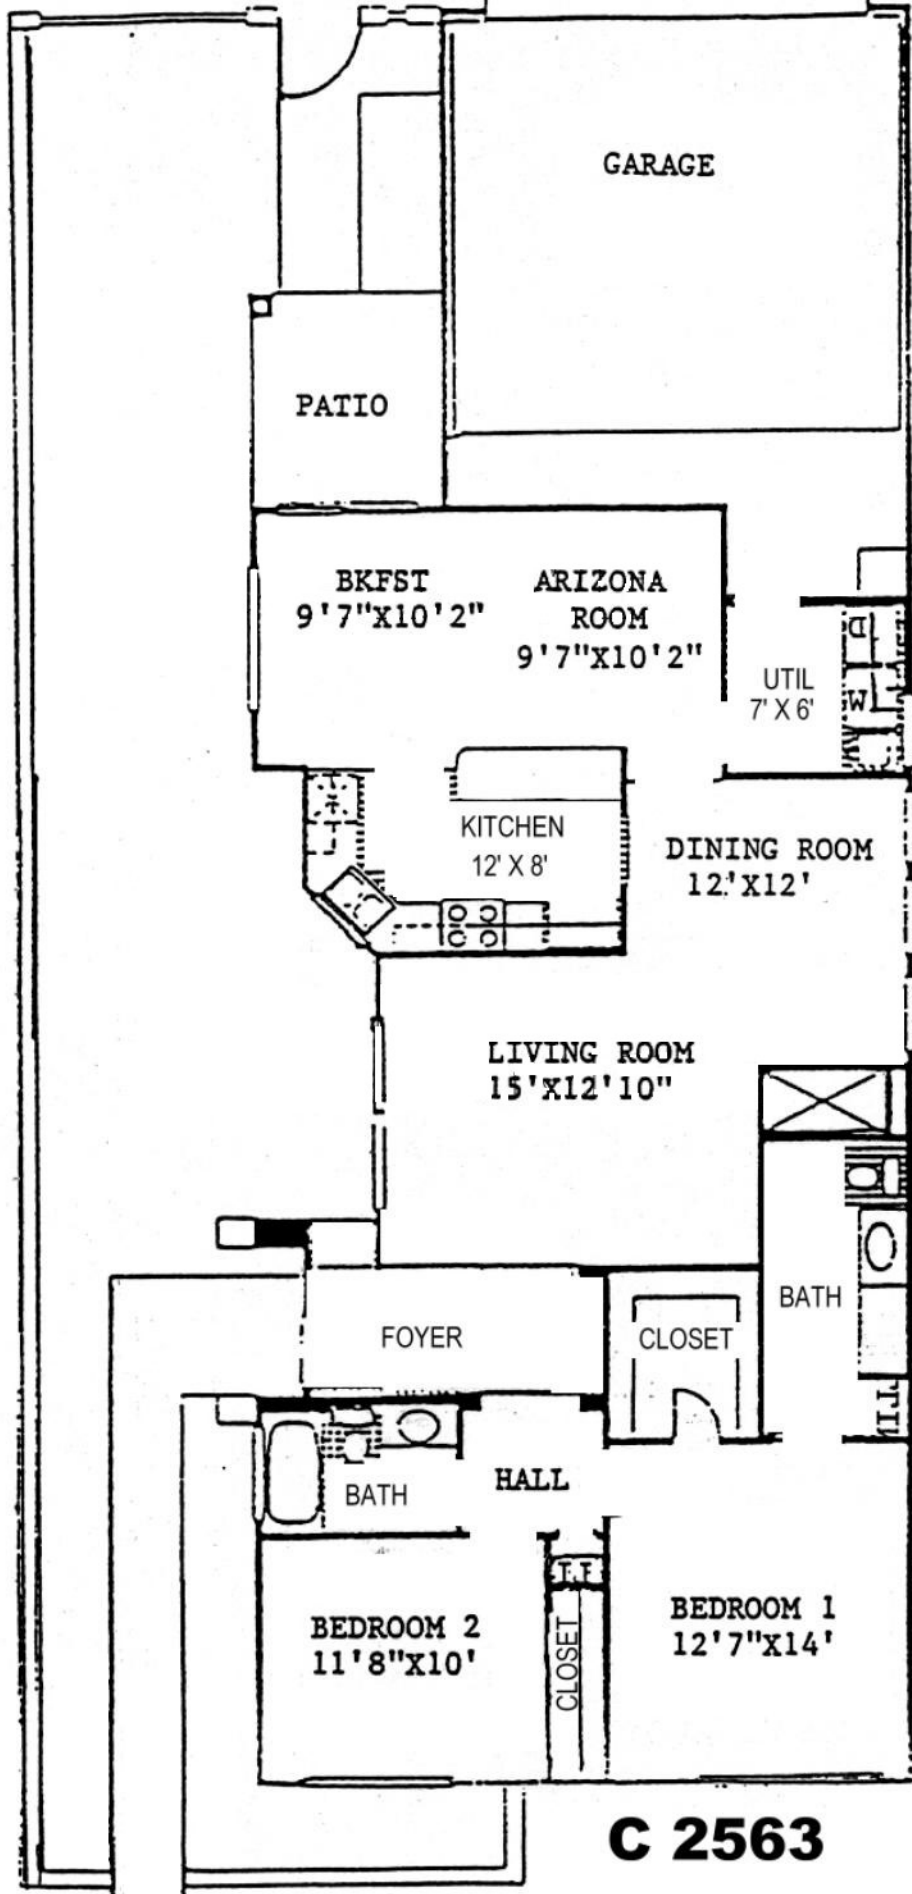 GARAGE
PATIO
BKFST
9'7"X10'2"
ARIZONA
ROOM
9'7"X10'2"
UTIL
7' X 6'
D
W
KITCHEN
12' X 8'
DINING ROOM
12'X12'
LIVING ROOM
15'X12'10"
BATH
FOYER
CLOSET
HALL
BATH
BEDROOM 2
11'8"X10'
CLOSET
BEDROOM 1
12'7"X14'
C 2563